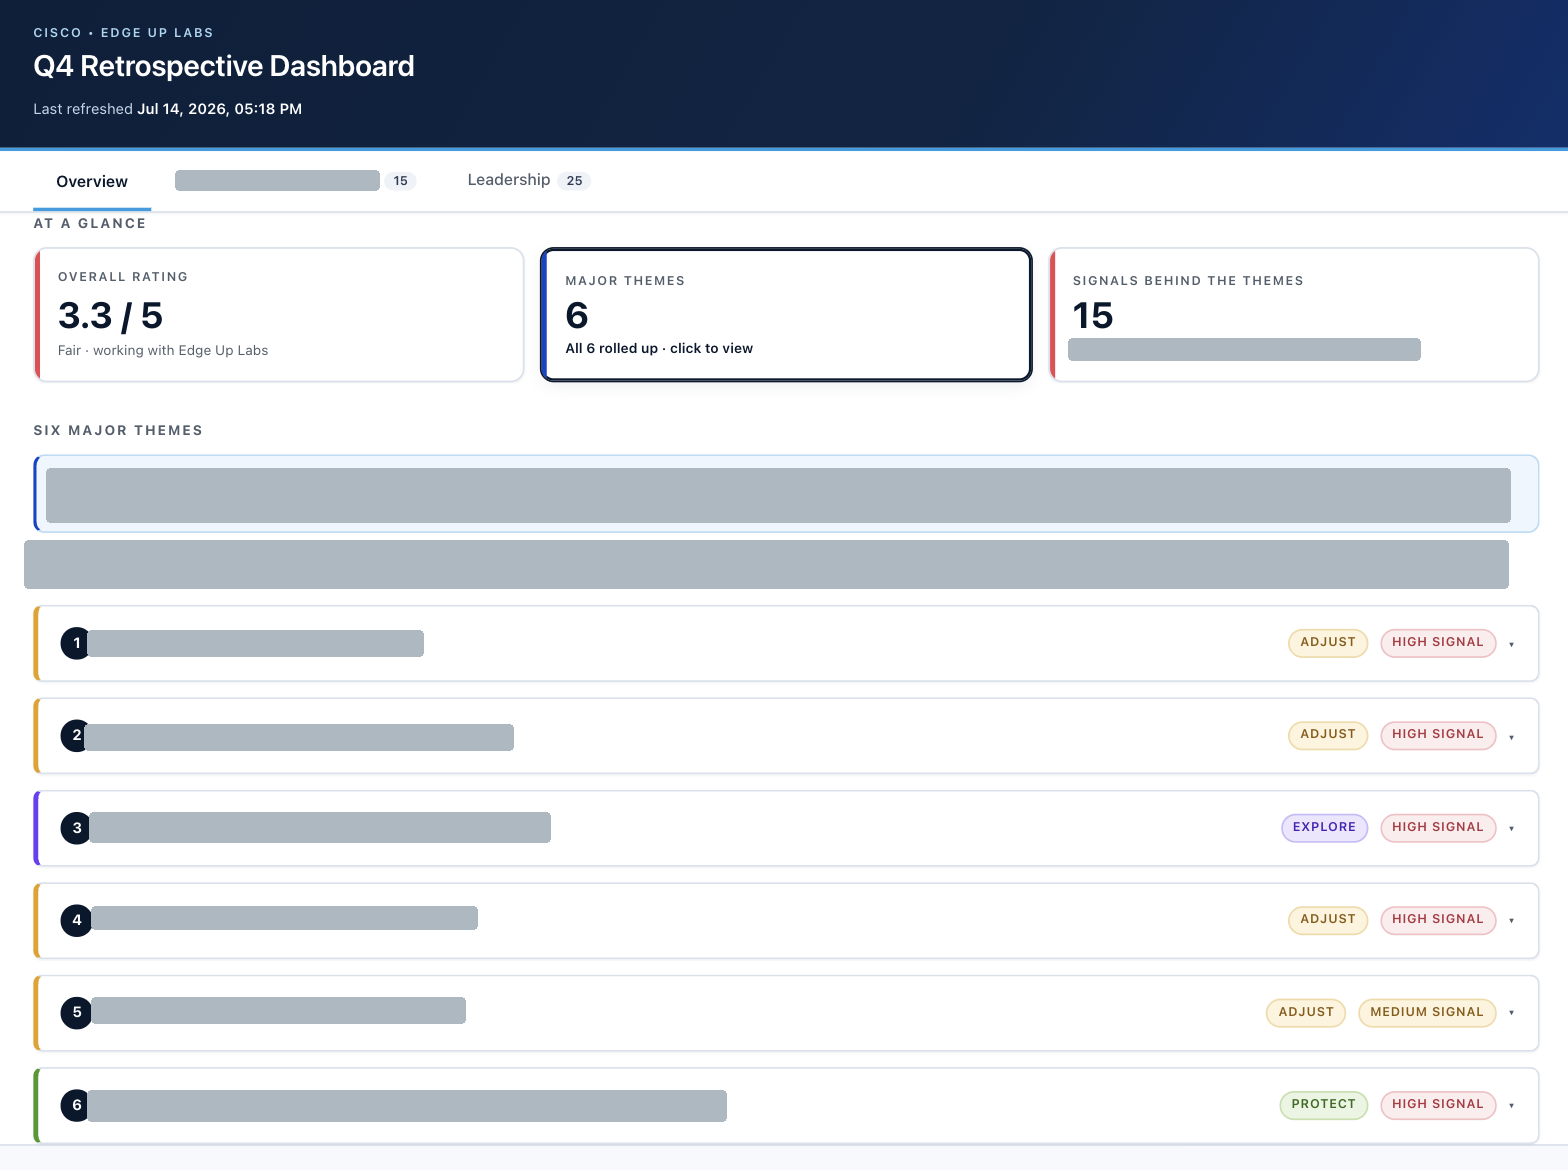 CISCO • EDGE UP LABS
Q4 Retrospective Dashboard
Last refreshed Jul 14, 2026, 05:18 PM
Overview 15 Leadership 25
AT A GLANCE
OVERALL RATING
3.3 / 5
Fair · working with Edge Up Labs
MAJOR THEMES
6
All 6 rolled up · click to view
SIGNALS BEHIND THE THEMES
15
SIX MAJOR THEMES
1 ADJUST HIGH SIGNAL
2 ADJUST HIGH SIGNAL
3 EXPLORE HIGH SIGNAL
4 ADJUST HIGH SIGNAL
5 ADJUST MEDIUM SIGNAL
6 PROTECT HIGH SIGNAL